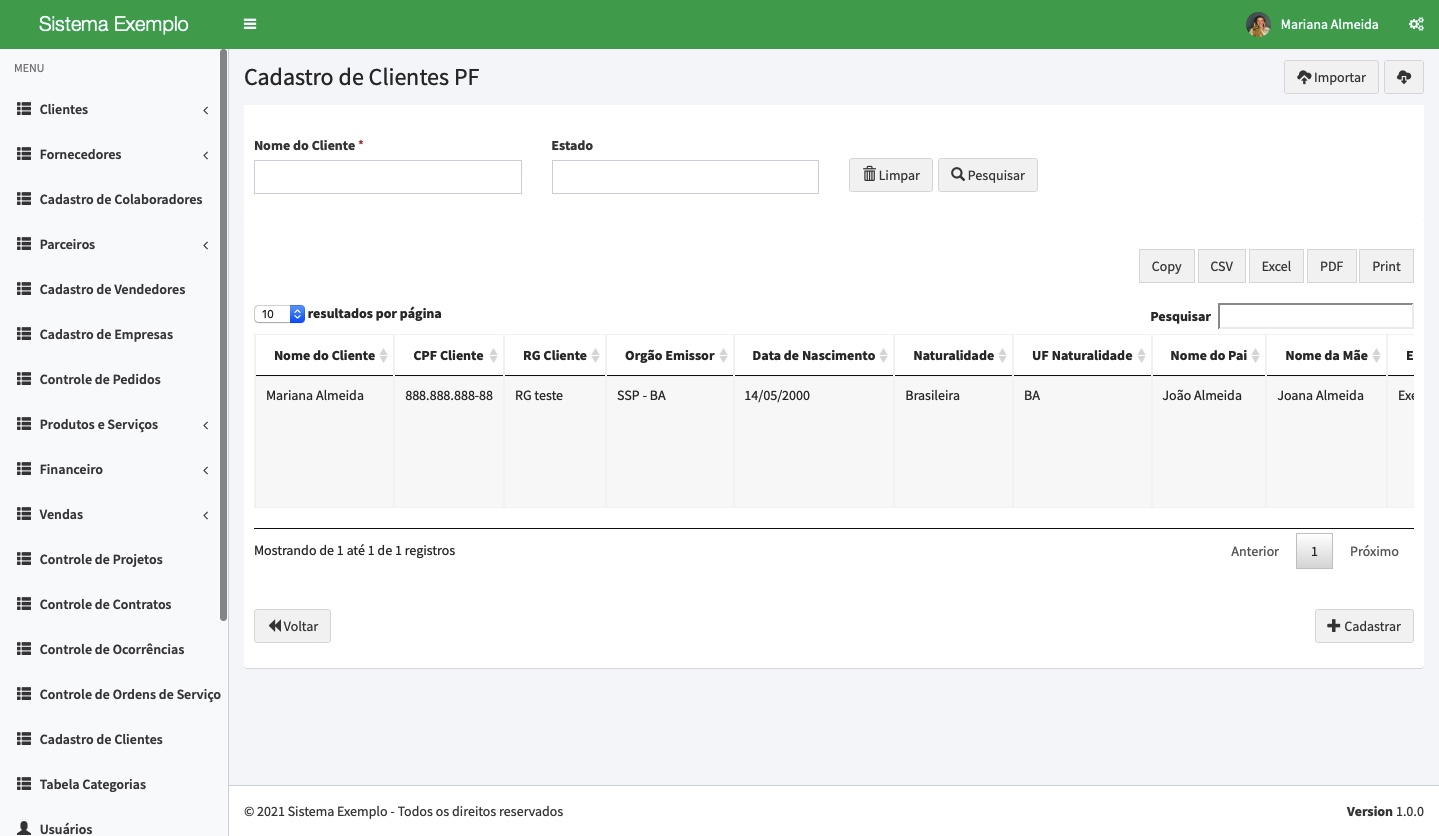 Sistema Exemplo
Mariana Almeida
MENU
Clientes
Fornecedores
Cadastro de Colaboradores
Parceiros
Cadastro de Vendedores
Cadastro de Empresas
Controle de Pedidos
Produtos e Serviços
Financeiro
Vendas
Controle de Projetos
Controle de Contratos
Controle de Ocorrências
Controle de Ordens de Serviço
Cadastro de Clientes
Tabela Categorias
Usuários
Cadastro de Clientes PF
Importar
Nome do Cliente *
Estado
Limpar
Pesquisar
Copy CSV Excel PDF Print
10 resultados por página
Pesquisar
Nome do Cliente CPF Cliente RG Cliente Orgão Emissor Data de Nascimento Naturalidade UF Naturalidade Nome do Pai Nome da Mãe E
Mariana Almeida 888.888.888-88 RG teste SSP - BA 14/05/2000 Brasileira BA João Almeida Joana Almeida Exe
Mostrando de 1 até 1 de 1 registros
Anterior 1 Próximo
Voltar
Cadastrar
© 2021 Sistema Exemplo - Todos os direitos reservados
Version 1.0.0